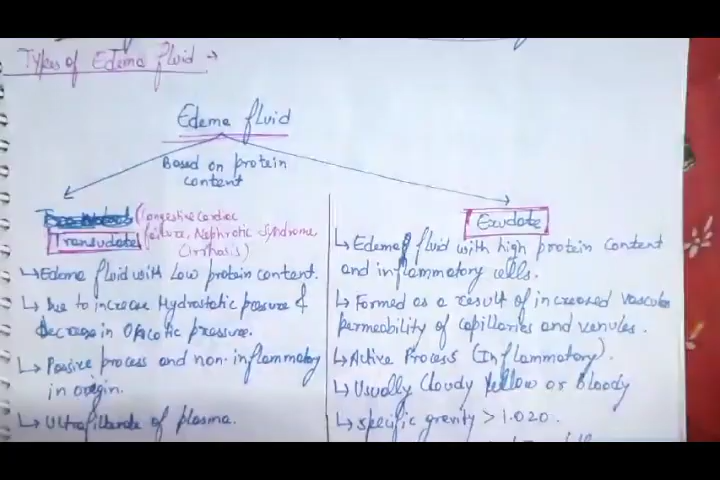 Types of Edema fluid →
Edema fluid
Based on protein
content
(Congestive Cardiac
Transudate failure, Nephrotic Syndrome
Cirrhosis)
↳ Edema fluid with Low protein content.
↳ Due to increase Hydrostatic pressure &
decrease in Oncotic pressure.
↳ Passive process and non-inflammatory
in origin.
↳ Ultrafiltrate of plasma.
Exudate
↳ Edema fluid with high protein content
and inflammatory cells.
↳ Formed as a result of increased vascular
permeability of capillaries and venules.
↳ Active Process (Inflammatory).
↳ Usually Cloudy Yellow or Bloody
↳ specific gravity > 1.020.